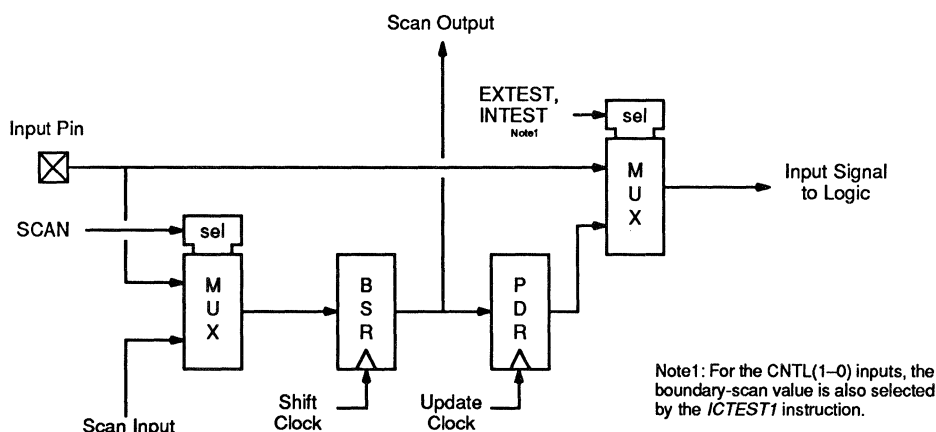 Scan Output
EXTEST,
INTEST
Note1
sel
Input Pin
M
U
X
Input Signal
to Logic
SCAN
sel
M
U
X
B
S
R
P
D
R
Note1: For the CNTL(1–0) inputs, the
boundary-scan value is also selected
by the ICTEST1 instruction.
Shift
Clock
Update
Clock
Scan Input